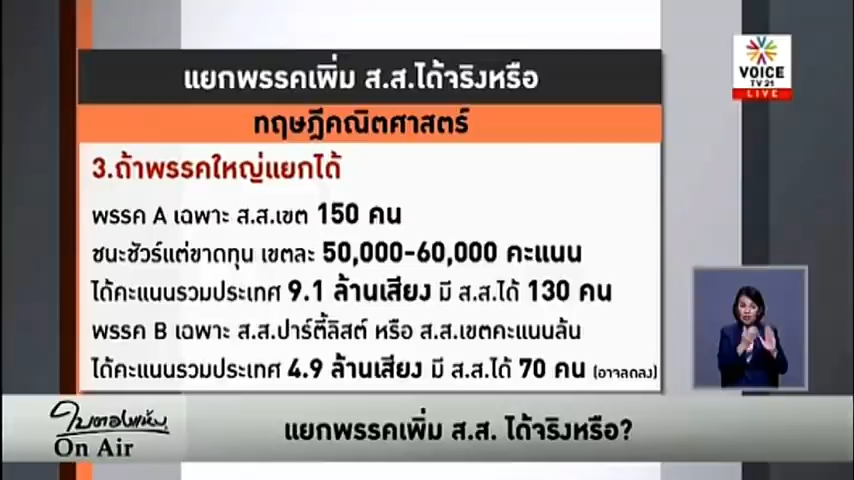 แยกพรรคเพิ่ม ส.ส.ได้จริงหรือ
VOICE
TV 21
LIVE
ทฤษฎีคณิตศาสตร์
3.ถ้าพรรคใหญ่แยกได้
พรรค A เฉพาะ ส.ส.เขต 150 คน
ชนะชัวร์แต่ขาดทุน เขตละ 50,000-60,000 คะแนน
ได้คะแนนรวมประเทศ 9.1 ล้านเสียง มี ส.ส.ได้ 130 คน
พรรค B เฉพาะ ส.ส.ปาร์ตี้ลิสต์ หรือ ส.ส.เขตคะแนนล้น
ได้คะแนนรวมประเทศ 4.9 ล้านเสียง มี ส.ส.ได้ 70 คน (อาจลดลง)
ใบตองแห้ง
On Air
แยกพรรคเพิ่ม ส.ส. ได้จริงหรือ?